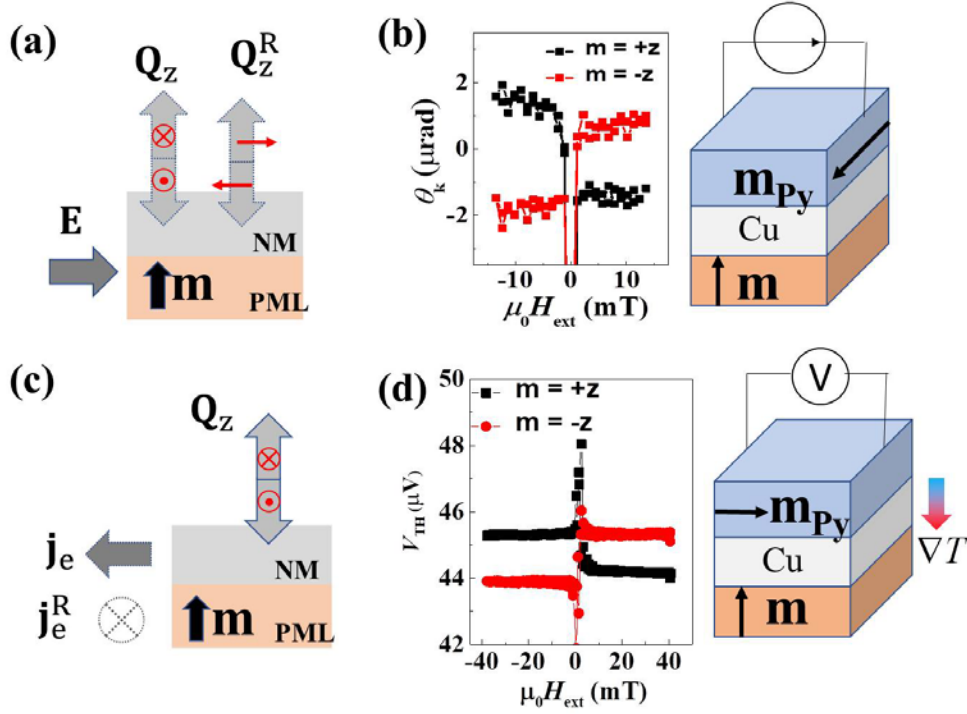 (a)
Q_z
Q_z^R
E
NM
m
PML
(b)
m = +z
m = -z
2
0
-2
θ_k (μrad)
-10
0
10
μ_0H_ext (mT)
m_Py
Cu
m
(c)
Q_z
j_e
j_e^R
NM
m
PML
(d)
m = +z
m = -z
50
48
46
44
42
V_TH (μV)
-40
-20
0
20
40
μ_0H_ext (mT)
V
m_Py
Cu
m
∇T